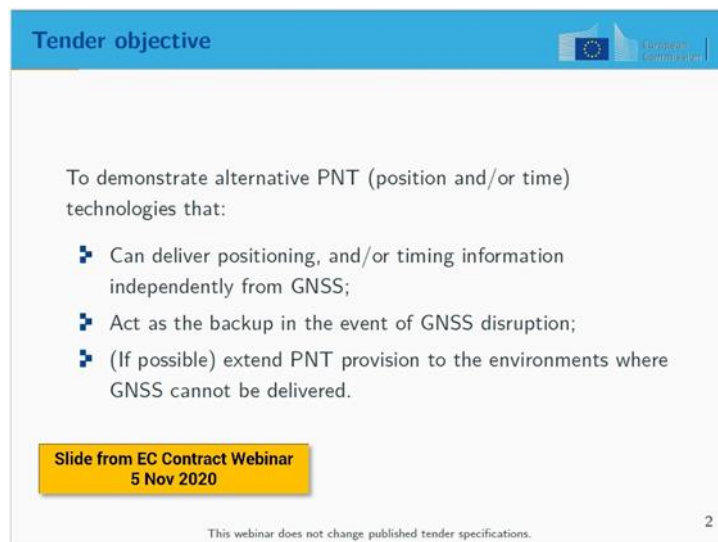 Tender objective
European
Commission
To demonstrate alternative PNT (position and/or time)
technologies that:
Can deliver positioning, and/or timing information
independently from GNSS;
Act as the backup in the event of GNSS disruption;
(If possible) extend PNT provision to the environments where
GNSS cannot be delivered.
Slide from EC Contract Webinar
5 Nov 2020
2
This webinar does not change published tender specifications.